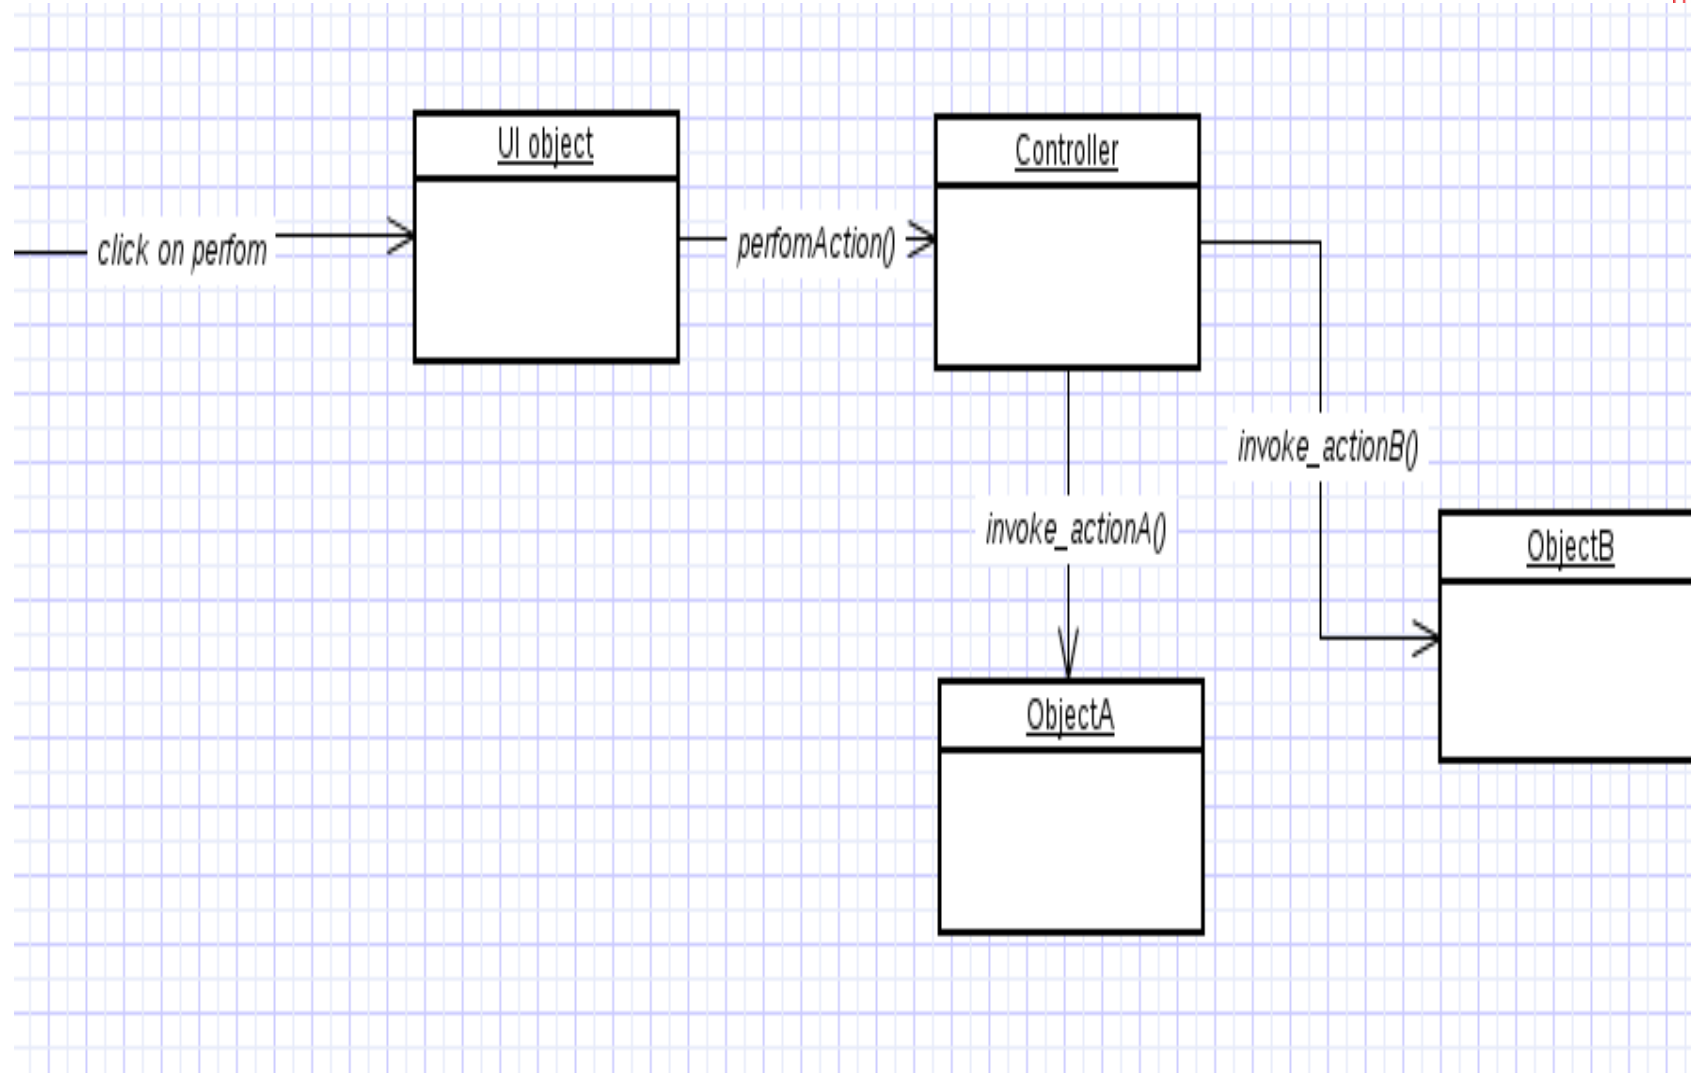 UI object
Controller
click on perfom
perfomAction()
invoke_actionB()
invoke_actionA()
ObjectB
ObjectA